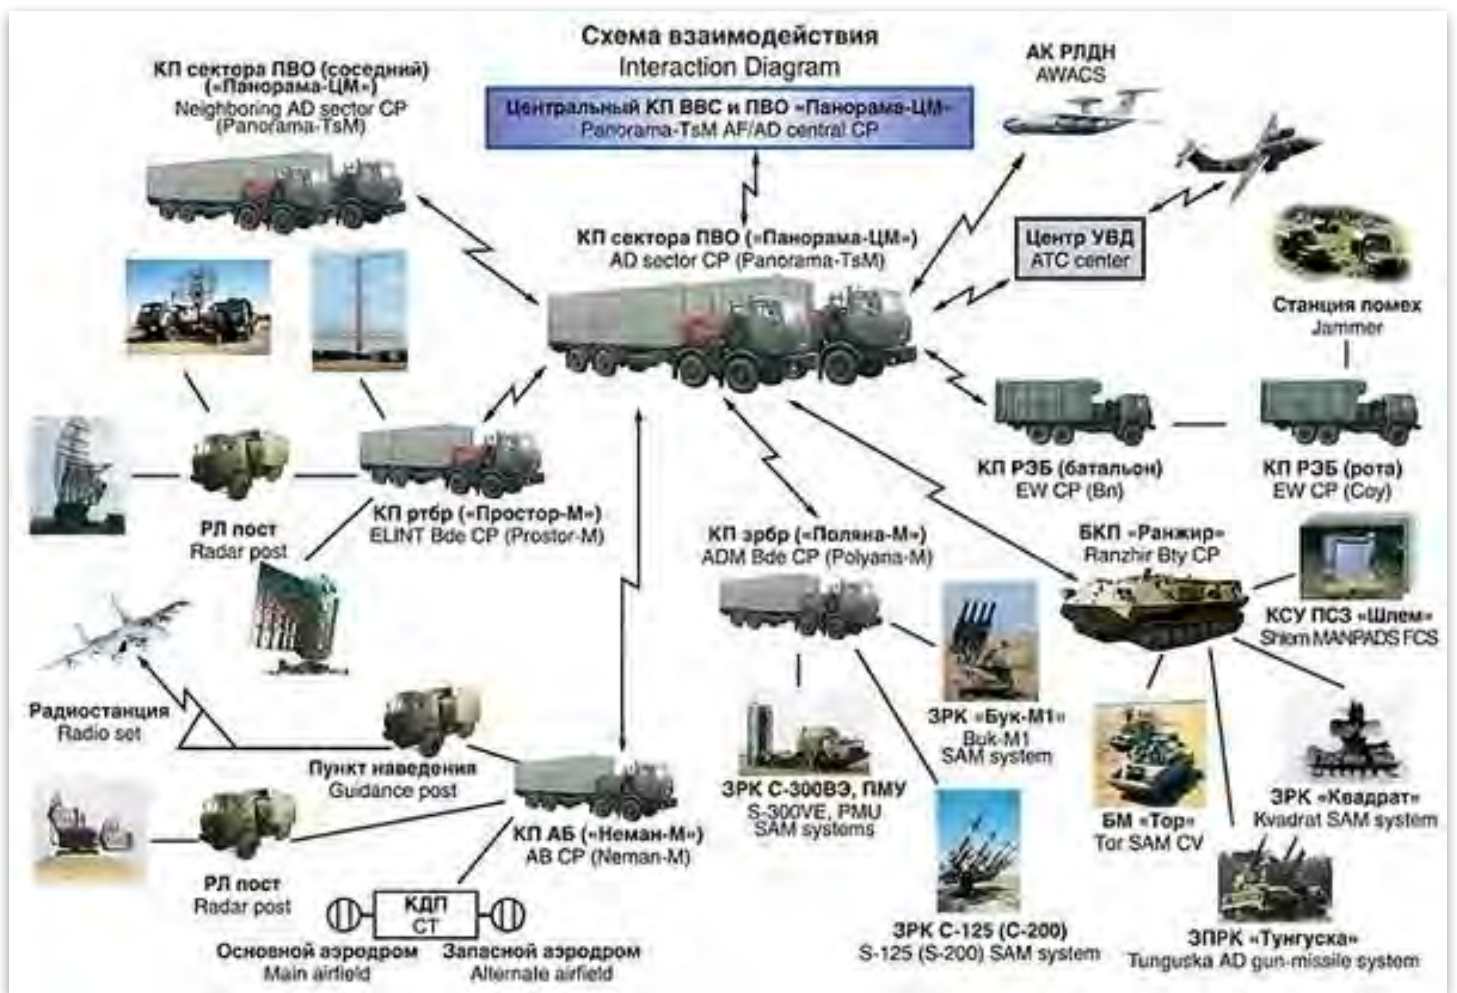 Схема взаимодействия
Interaction Diagram
КП сектора ПВО (соседний)
(«Панорама-ЦМ»)
Neighboring AD sector CP
(Panorama-TsM)
Центральный КП ВВС и ПВО «Панорама-ЦМ»
Panorama-TsM AF/AD central CP
АК РЛДН
AWACS
КП сектора ПВО («Панорама-ЦМ»)
AD sector CP (Panorama-TsM)
Центр УВД
ATC center
Станция помех
Jammer
КП РЭБ (батальон)
EW CP (Bn)
КП РЭБ (рота)
EW CP (Coy)
РЛ пост
Radar post
КП ртбр («Простор-М»)
ELINT Bde CP (Prostor-M)
КП зрбр («Поляна-М»)
ADM Bde CP (Polyana-M)
БКП «Ранжир»
Ranzhir Bty CP
КСУ ПСЗ «Шлем»
Shlem MANPADS FCS
Радиостанция
Radio set
Пункт наведения
Guidance post
ЗРК «Бук-М1»
Buk-M1
SAM system
ЗРК С-300ВЭ, ПМУ
S-300VE, PMU
SAM systems
БМ «Тор»
Tor SAM CV
ЗРК «Квадрат»
Kvadrat SAM system
КП АБ («Неман-М»)
AB CP (Neman-M)
РЛ пост
Radar post
КДП
CT
Основной аэродром
Main airfield
Запасной аэродром
Alternate airfield
ЗРК С-125 (С-200)
S-125 (S-200) SAM system
ЗПРК «Тунгуска»
Tunguska AD gun-missile system